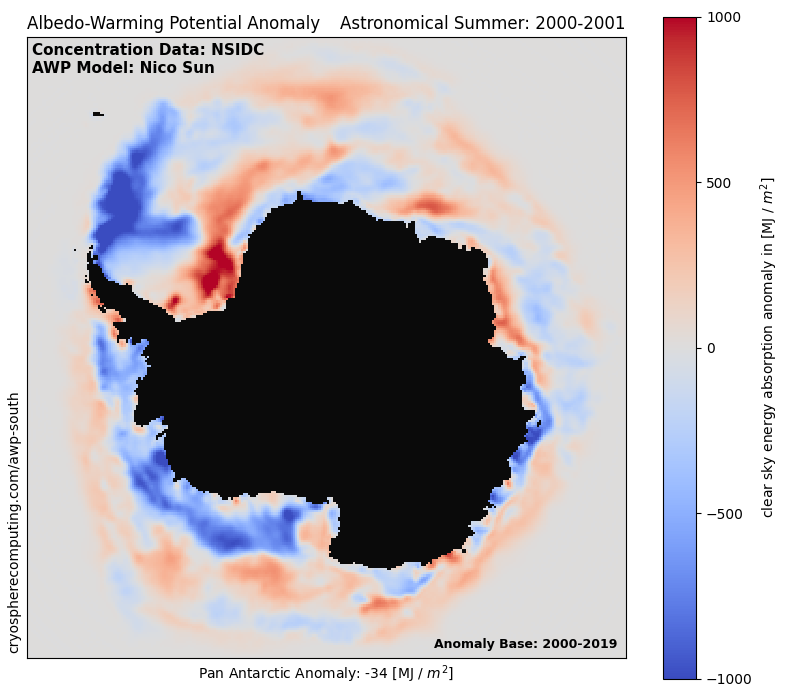 Albedo-Warming Potential Anomaly    Astronomical Summer: 2000-2001
Concentration Data: NSIDC
AWP Model: Nico Sun
cryospherecomputing.com/awp-south
Anomaly Base: 2000-2019
Pan Antarctic Anomaly: -34 [MJ / m²]
1000
500
0
−500
−1000
clear sky energy absorption anomaly in [MJ / m²]